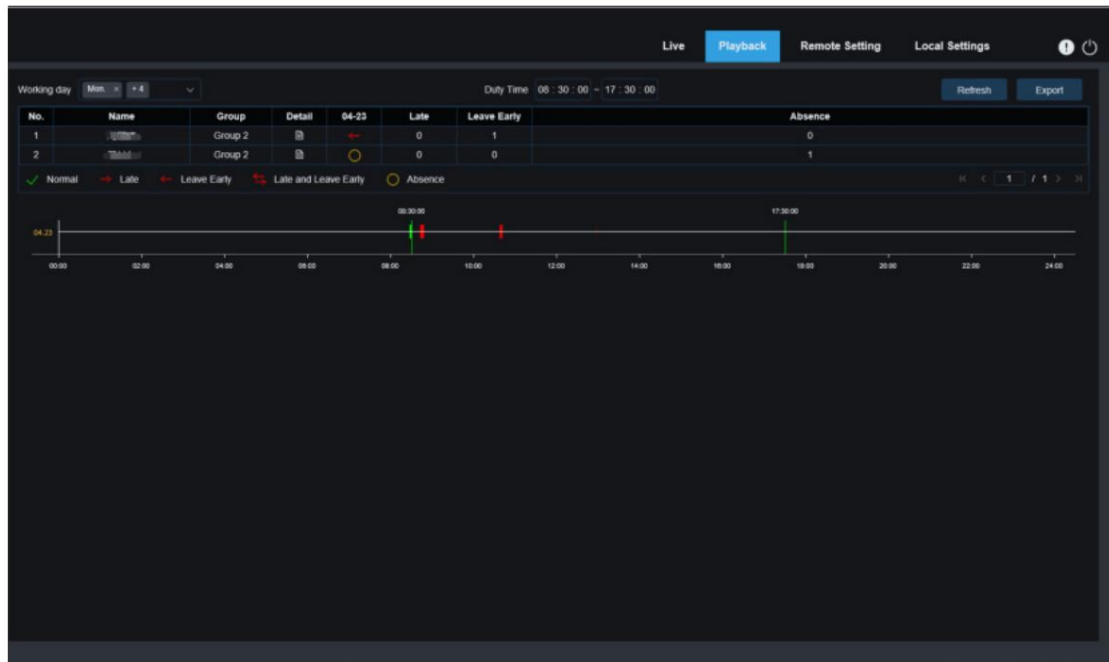 Live Playback Remote Setting Local Settings
Working day Mon. × + 4 Duty Time 08 : 30 : 00 ~ 17 : 30 : 00 Refresh Export
No. Name Group Detail 04-23 Late Leave Early Absence
1 Group 2 0 1 0
2 Group 2 0 0 1
Normal Late Leave Early Late and Leave Early Absence 1 / 1
08:30:00 17:30:00
04.23
00:00 02:00 04:00 06:00 08:00 10:00 12:00 14:00 16:00 18:00 20:00 22:00 24:00